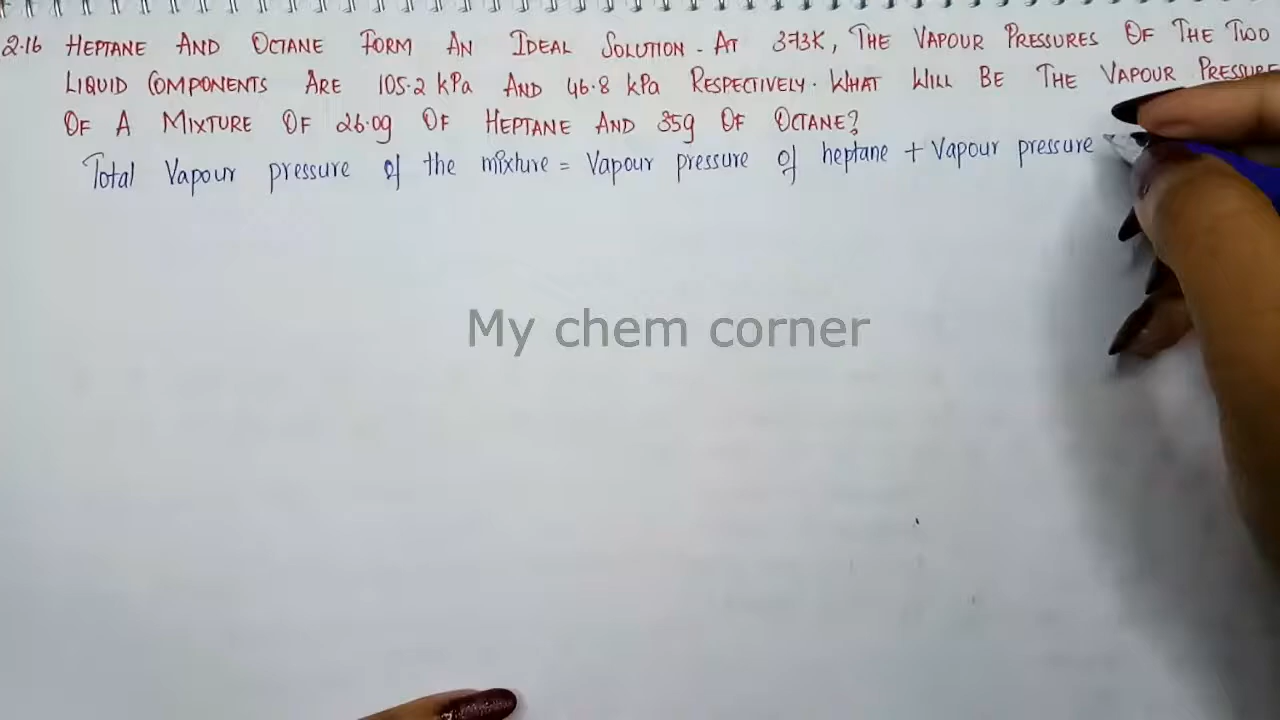 2.16 HEPTANE AND OCTANE FORM AN IDEAL SOLUTION. AT 373K, THE VAPOUR PRESSURES OF THE TWO
LIQUID COMPONENTS ARE 105.2 kPa AND 46.8 kPa RESPECTIVELY. WHAT WILL BE THE VAPOUR PRESSURE
OF A MIXTURE OF 26.0g OF HEPTANE AND 35g OF OCTANE?
Total Vapour pressure of the mixture = Vapour pressure of heptane + Vapour pressure
My chem corner